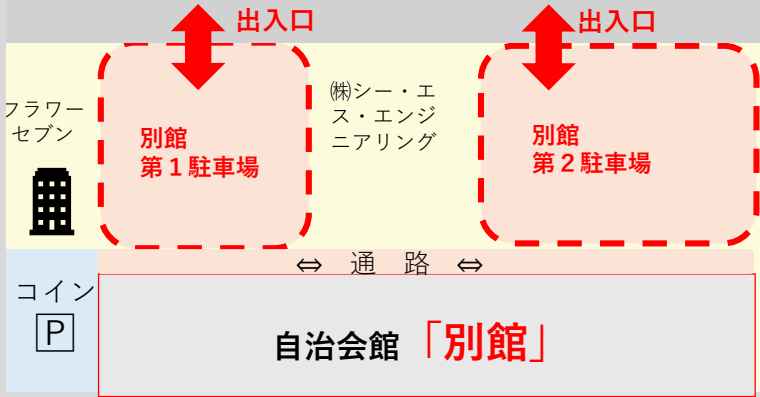 出入口
出入口
フラワー
セブン
別館
第1駐車場
㈱シー・エ
ス・エンジ
ニアリング
別館
第2駐車場
⇔ 通 路 ⇔
コイン
P
自治会館「別館」